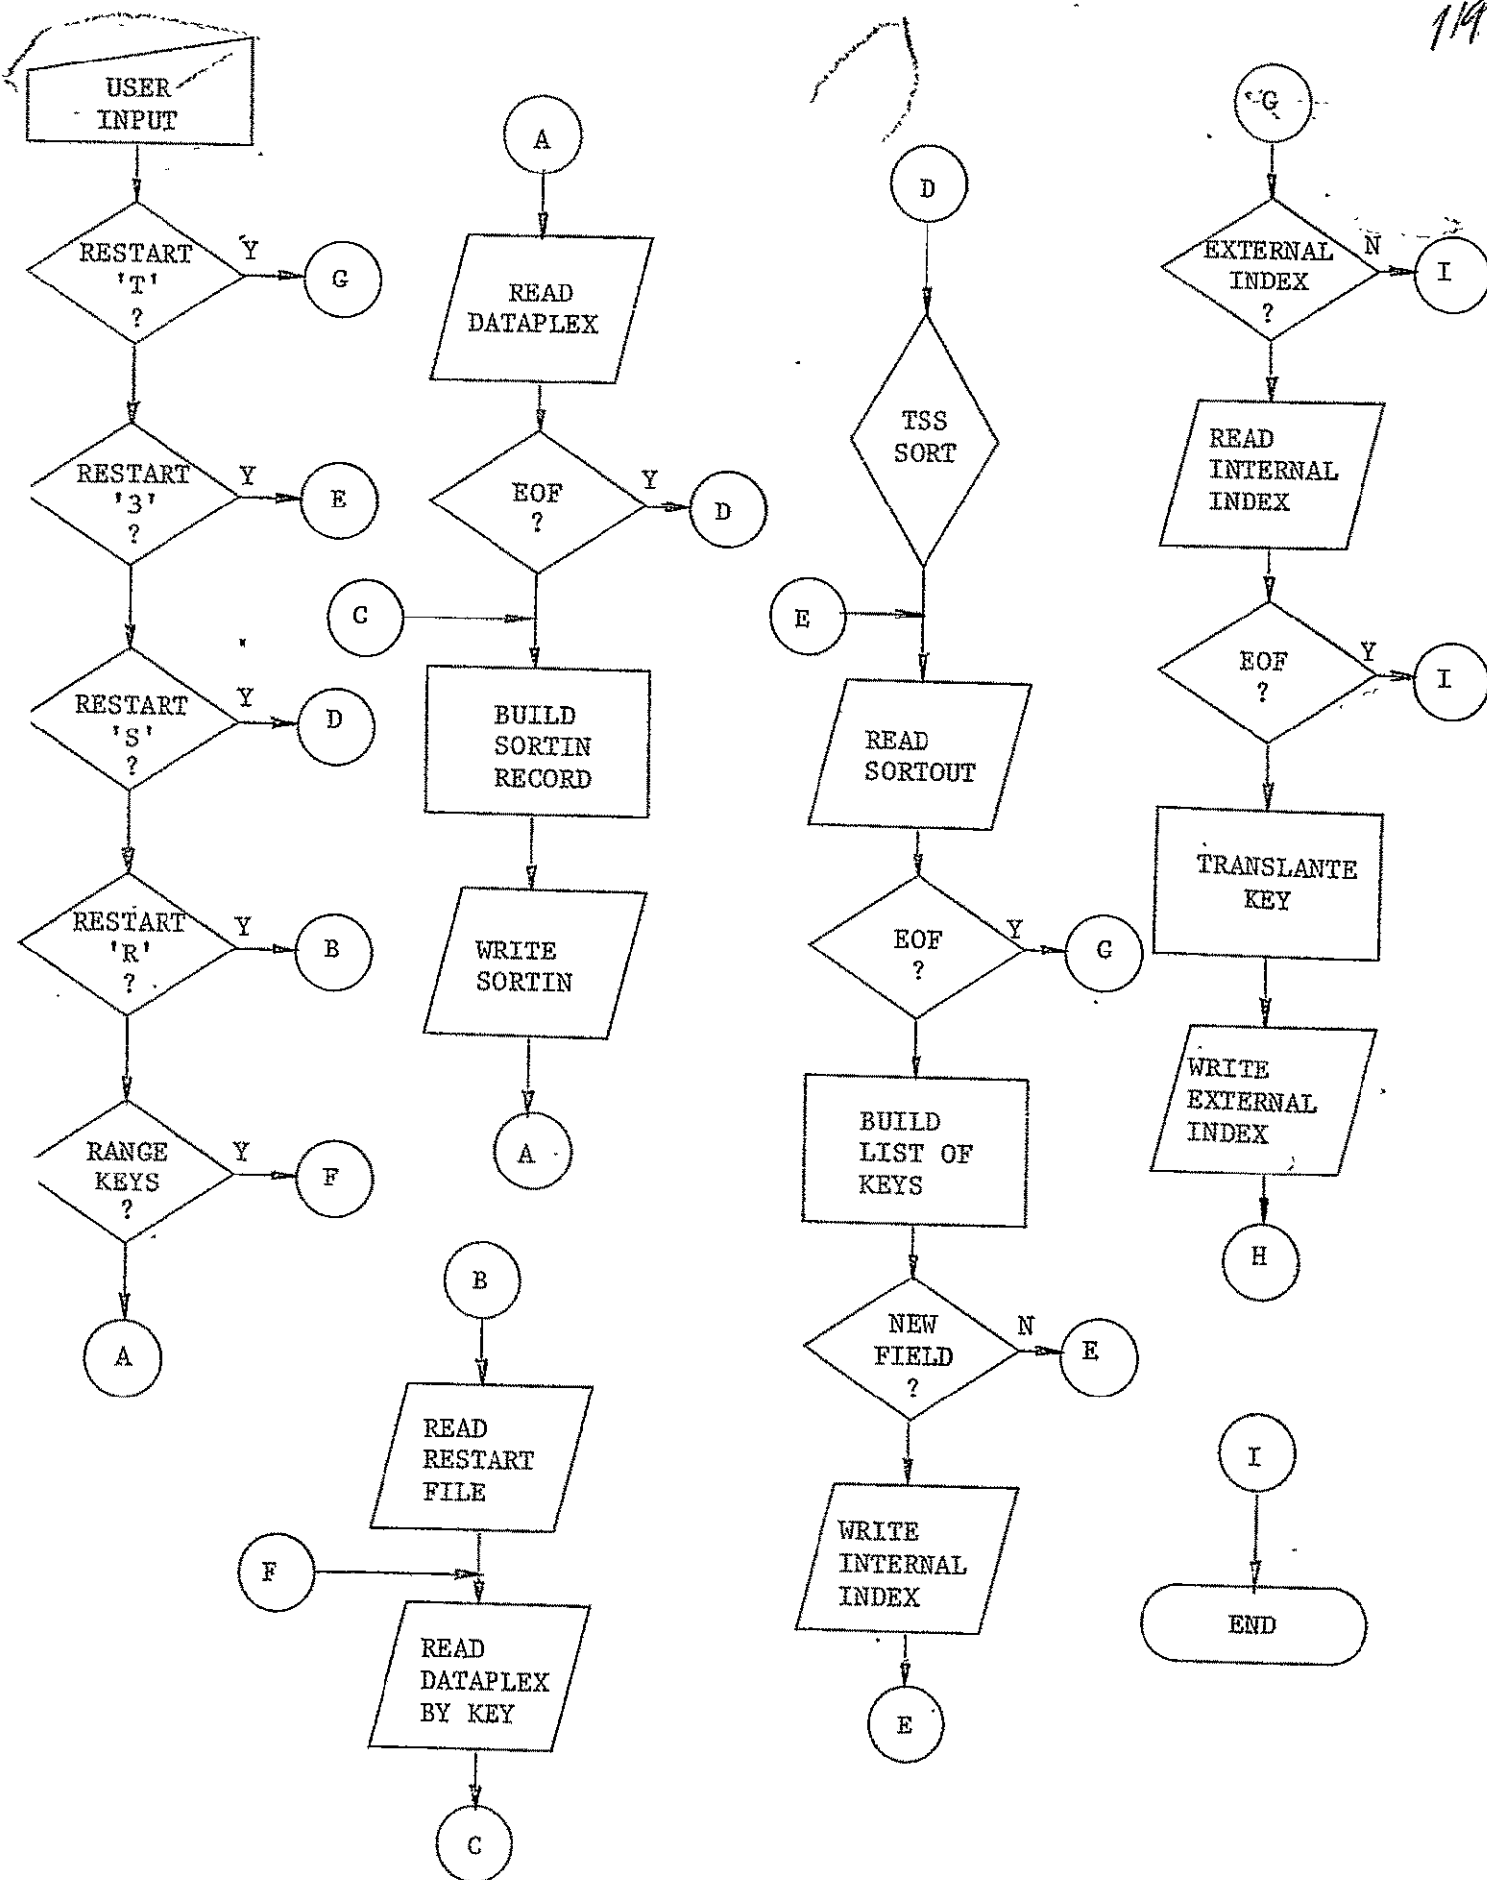 119
USER
INPUT
RESTART
'T'
?
Y
G
RESTART
'3'
?
Y
E
RESTART
'S'
?
Y
D
RESTART
'R'
?
Y
B
RANGE
KEYS
?
Y
F
A
A
READ
DATAPLEX
EOF
?
Y
D
C
BUILD
SORTIN
RECORD
WRITE
SORTIN
A
B
READ
RESTART
FILE
F
READ
DATAPLEX
BY KEY
C
D
TSS
SORT
E
READ
SORTOUT
EOF
?
Y
G
BUILD
LIST OF
KEYS
NEW
FIELD
?
N
E
WRITE
INTERNAL
INDEX
E
G
EXTERNAL
INDEX
?
N
I
READ
INTERNAL
INDEX
EOF
?
Y
I
TRANSLANTE
KEY
WRITE
EXTERNAL
INDEX
H
I
END